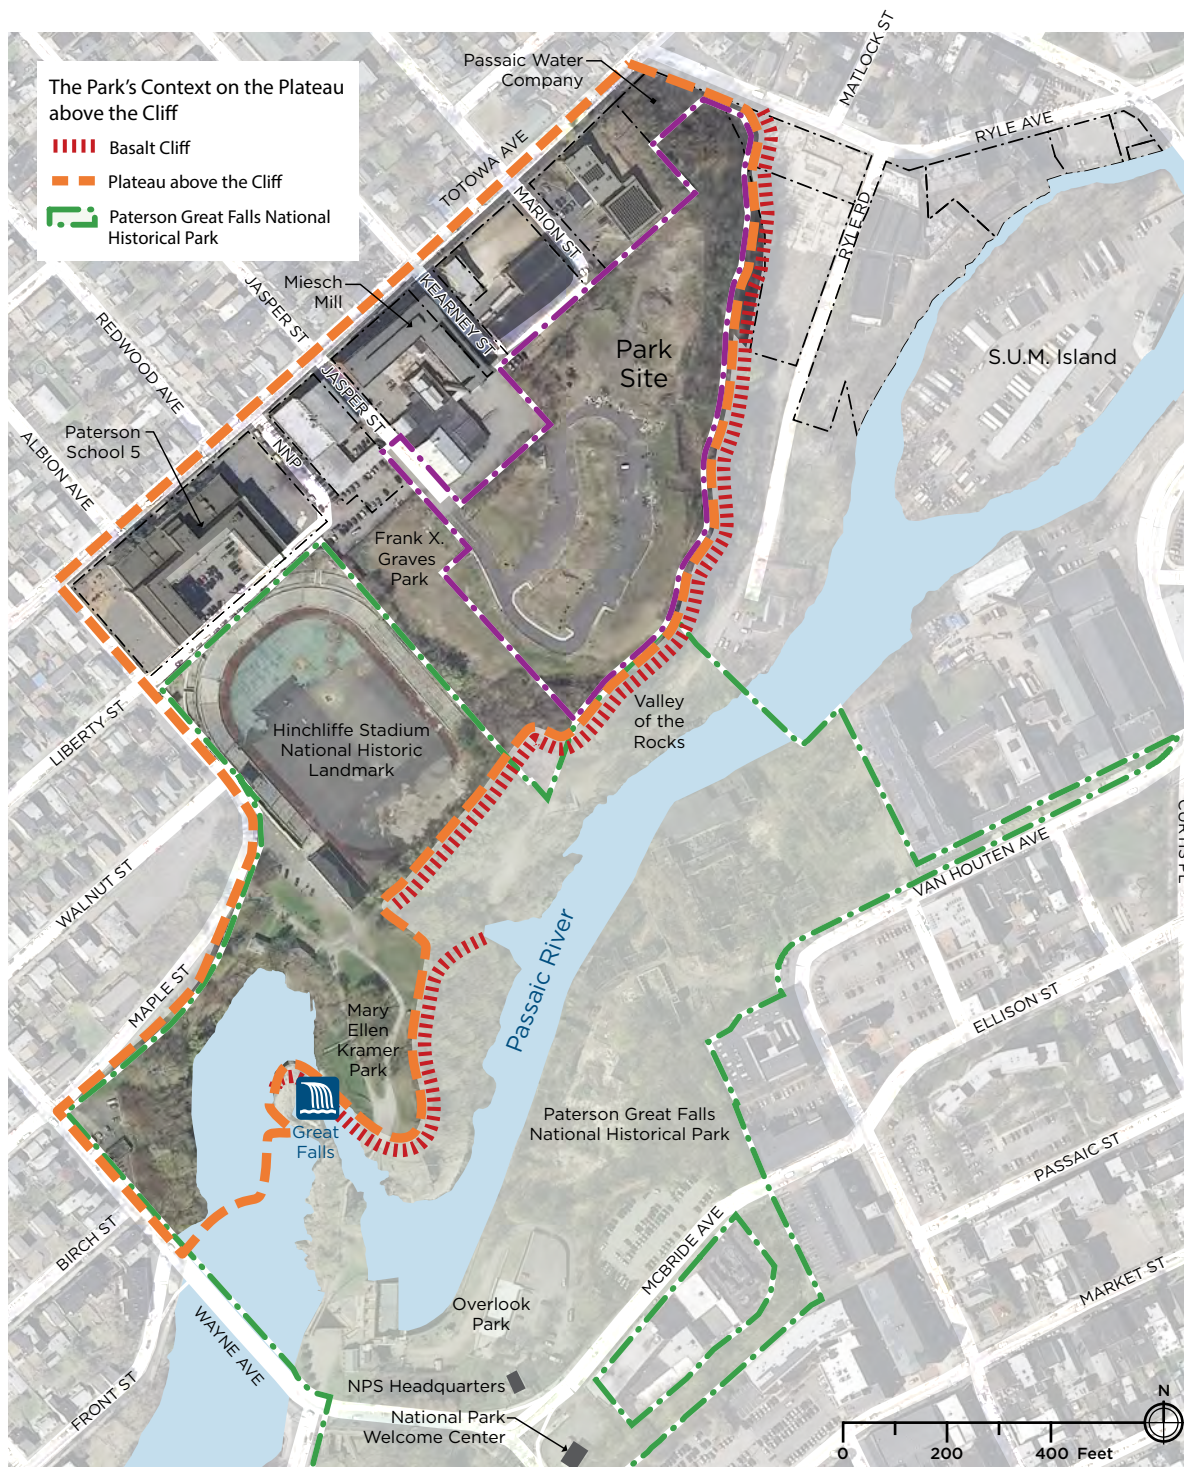 The Park's Context on the Plateau
above the Cliff
Basalt Cliff
Plateau above the Cliff
Paterson Great Falls National
Historical Park
Passaic Water
Company
MATLOCK ST
RYLE AVE
TOTOWA AVE
MARION ST
RYLE RD
Miesch
Mill
KEARNEY ST
JASPER ST
REDWOOD AVE
Park
Site
S.U.M. Island
JASPER ST
Paterson
School 5
NNP
ALBION AVE
Frank X.
Graves
Park
LIBERTY ST.
Hinchliffe Stadium
National Historic
Landmark
Valley
of the
Rocks
CURTIS PL
VAN HOUTEN AVE
WALNUT ST
Passaic River
MAPLE ST
ELLISON ST
Mary
Ellen
Kramer
Park
Great
Falls
Paterson Great Falls
National Historical Park
PASSAIC ST
BIRCH ST
MCBRIDE AVE
MARKET ST
WAYNE AVE
Overlook
Park
FRONT ST
NPS Headquarters
National Park
Welcome Center
N
0 200 400 Feet